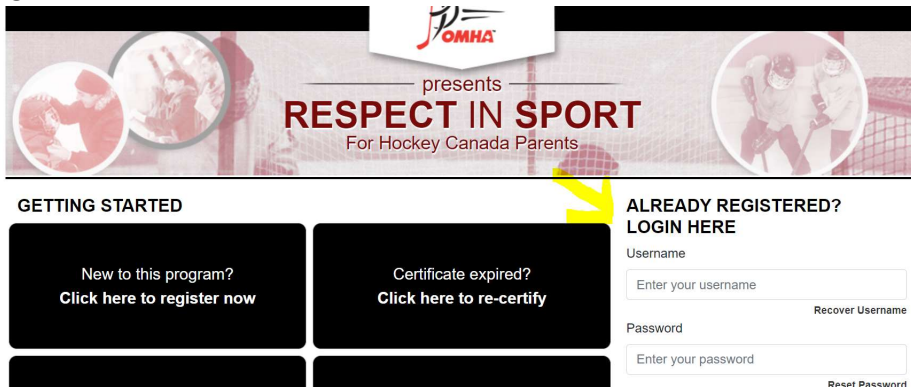 OMHA
presents
RESPECT IN SPORT
For Hockey Canada Parents
GETTING STARTED
New to this program?
Click here to register now
Certificate expired?
Click here to re-certify
ALREADY REGISTERED?
LOGIN HERE
Username
Enter your username
Recover Username
Password
Enter your password
Reset Password